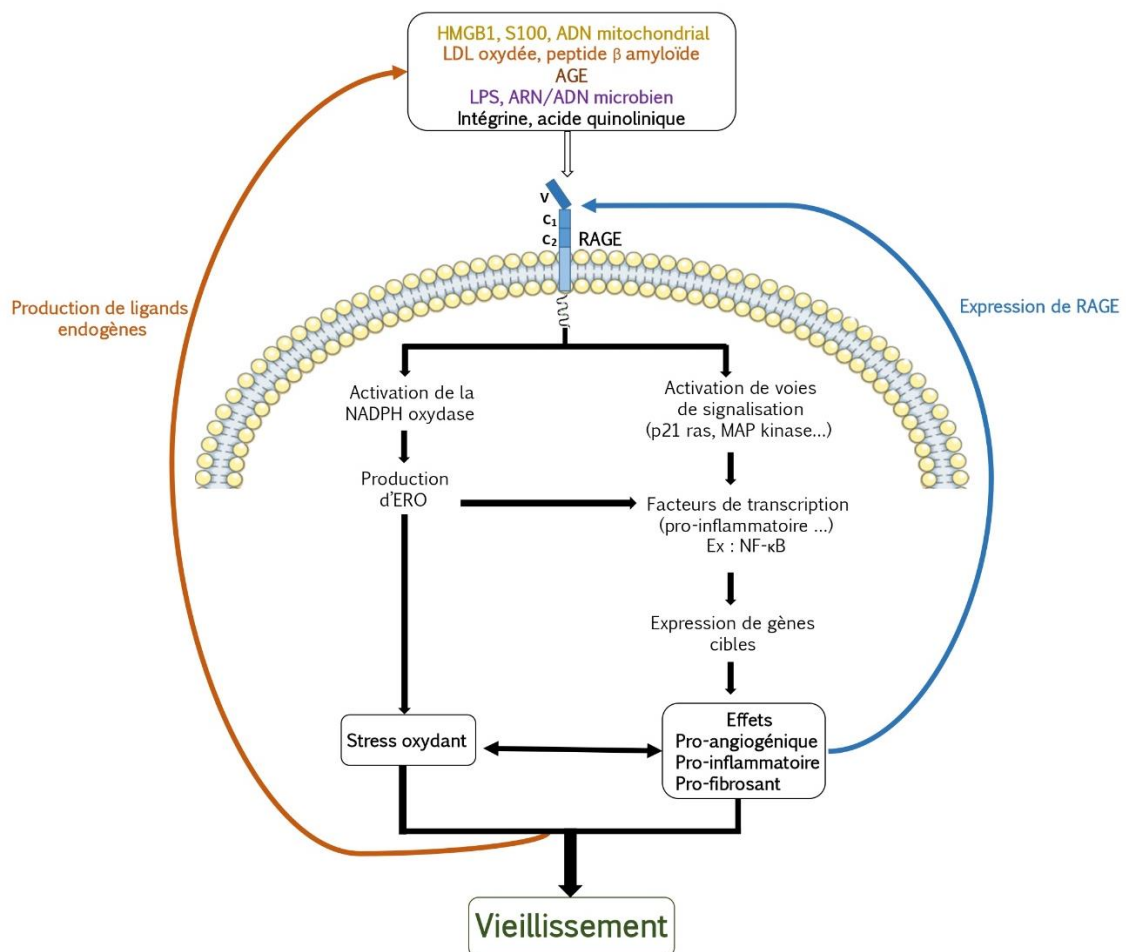 HMGB1, S100, ADN mitochondrial
LDL oxydée, peptide β amyloïde
AGE
LPS, ARN/ADN microbien
Intégrine, acide quinolinique
V
C₁
C₂
RAGE
Production de ligands
endogènes
Expression de RAGE
Activation de la
NADPH oxydase
Activation de voies
de signalisation
(p21 ras, MAP kinase...)
Production
d'ERO
Facteurs de transcription
(pro-inflammatoire ...)
Ex : NF-κB
Expression de gènes
cibles
Stress oxydant
Effets
Pro-angiogénique
Pro-inflammatoire
Pro-fibrosant
Vieillissement